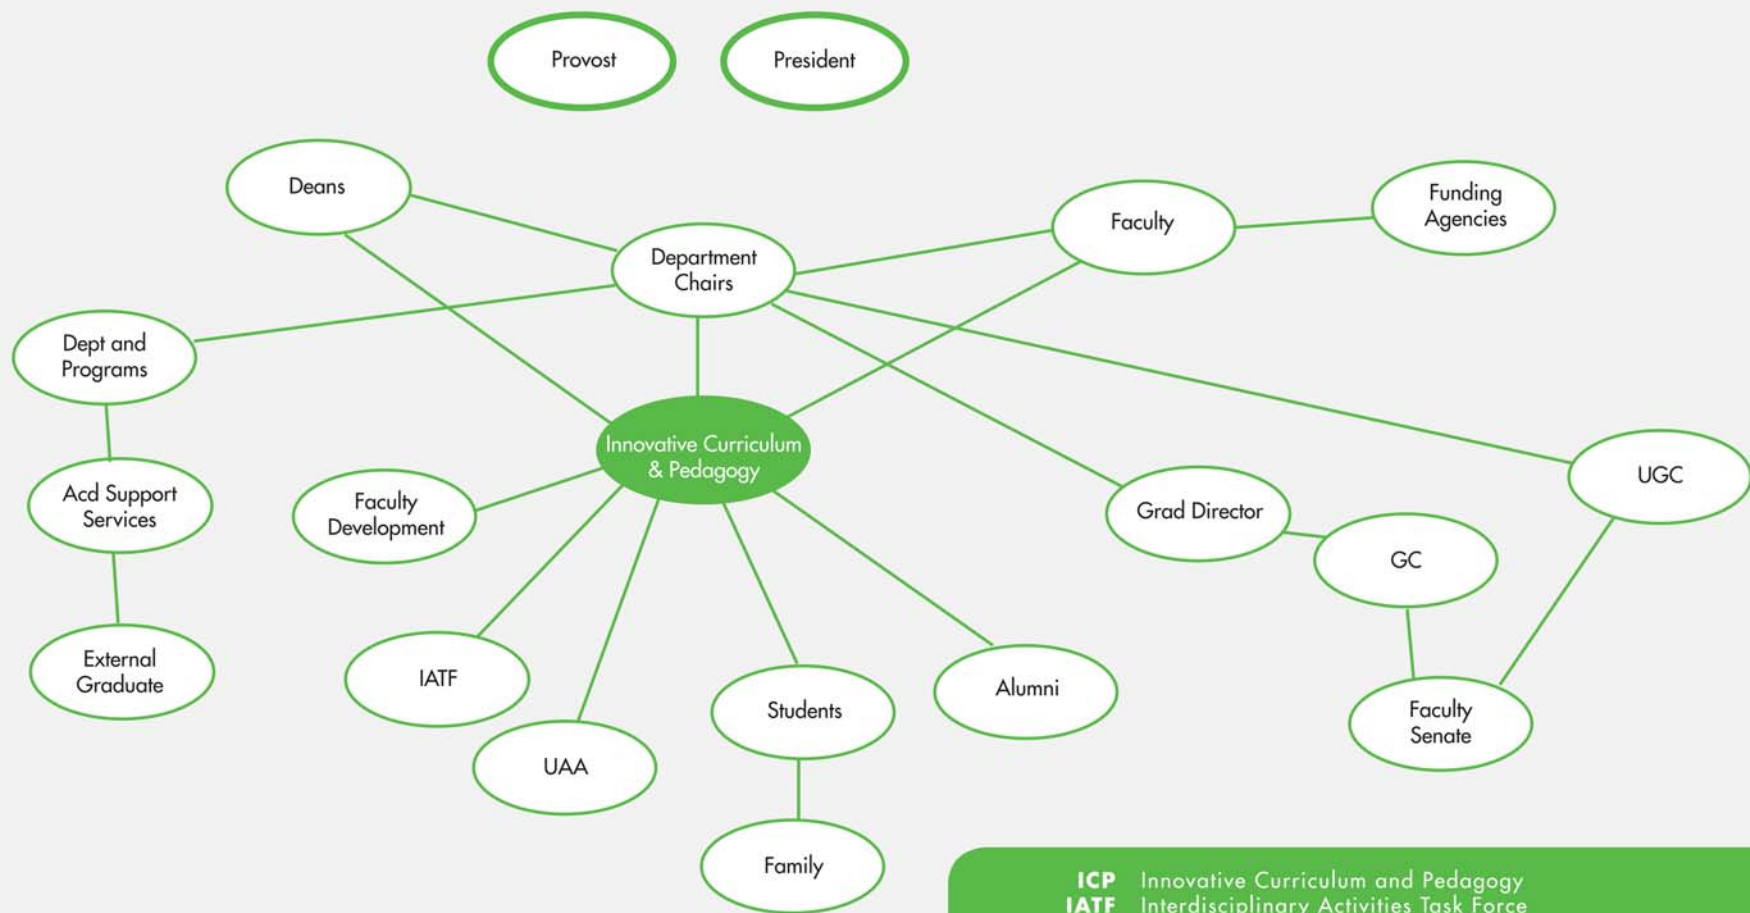 Provost
President
Deans
Department
Chairs
Faculty
Funding
Agencies
Dept and
Programs
Innovative Curriculum
& Pedagogy
Acd Support
Services
Faculty
Development
Grad Director
GC
UGC
External
Graduate
IATF
UAA
Students
Alumni
Faculty
Senate
Family
ICP Innovative Curriculum and Pedagogy
IATF Interdisciplinary Activities Task Force